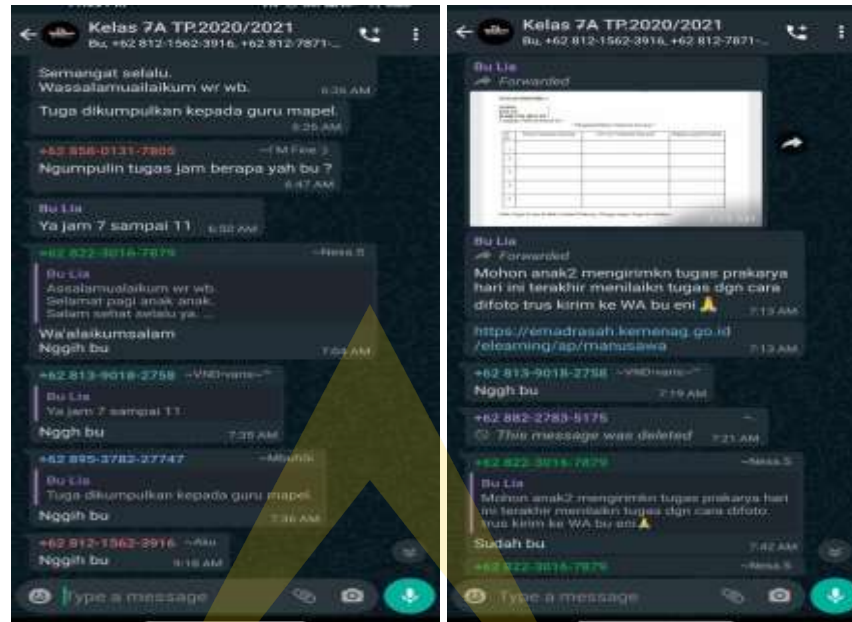 Kelas 7A TP.2020/2021
Bu, +62 812-1562-3916, +62 812-7871-...
Semangat selalu.
Wassalamuailaikum wr wb.
6:26 AM
Tuga dikumpulkan kepada guru mapel.
6:26 AM
+62 858-0131-7805
Ngumpulin tugas jam berapa yah bu ?
6:47 AM
Bu Lia
Ya jam 7 sampai 11
6:52 AM
+62 822-3016-7879
~Nesa.S
Bu Lia
Assalamualaikum wr wb.
Selamat pagi anak anak.
Salam sehat selalu ya. ...
Wa'alaikumsalam
Nggih bu
7:04 AM
+62 813-9018-2758
Bu Lia
Ya jam 7 sampai 11
Nggh bu
7:35 AM
+62 895-3782-27747
Bu Lia
Tuga dikumpulkan kepada guru mapel.
Nggih bu
7:36 AM
+62 812-1562-3916 ~Aku
Nggih bu
9:18 AM
Type a message
Kelas 7A TP.2020/2021
Bu, +62 812-1562-3916, +62 812-7871-...
Bu Lia
Forwarded
Bu Lia
Forwarded
Mohon anak2 mengirimkn tugas prakarya
hari ini terakhir menilaikn tugas dgn cara
difoto trus kirim ke WA bu eni 🙏
7:13 AM
https://emadrasah.kemenag.go.id
/elearning/ap/manusawa
7:13 AM
+62 813-9018-2758
Nggh bu
7:19 AM
+62 882-2783-5175
This message was deleted
7:21 AM
+62 822-3016-7879
~Nesa.S
Bu Lia
Mohon anak2 mengirimkn tugas prakarya hari
ini terakhir menilaikn tugas dgn cara difoto
trus kirim ke WA bu eni🙏
Sudah bu
7:42 AM
+62 822-3016-7879
~Nesa.S
Type a message